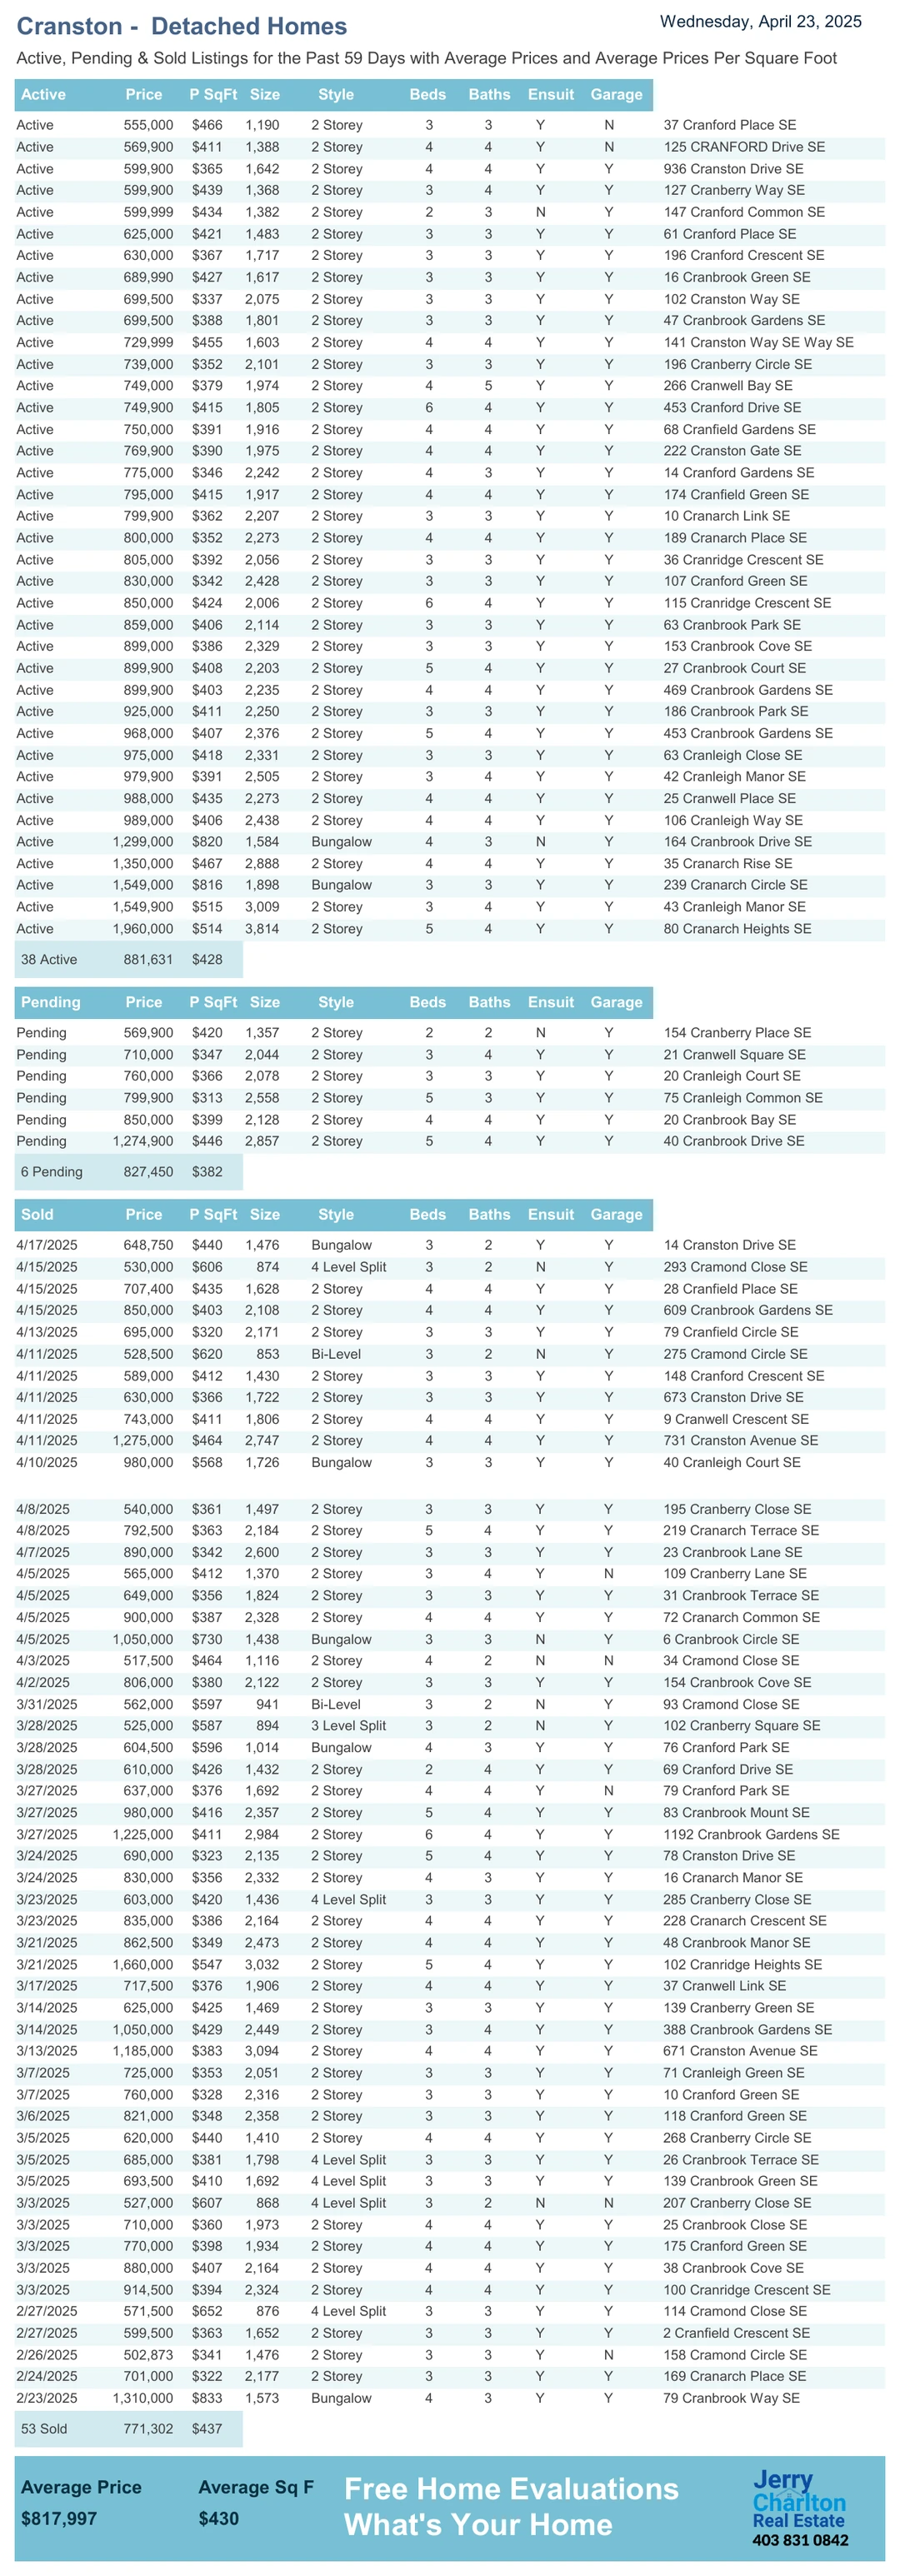 Cranston - Detached Homes
Wednesday, April 23, 2025
Active, Pending & Sold Listings for the Past 59 Days with Average Prices and Average Prices Per Square Foot
Active Price P SqFt Size Style Beds Baths Ensuit Garage
Active 555,000 $466 1,190 2 Storey 3 3 Y N 37 Cranford Place SE
Active 569,900 $411 1,388 2 Storey 4 4 Y N 125 CRANFORD Drive SE
Active 599,900 $365 1,642 2 Storey 4 4 Y Y 936 Cranston Drive SE
Active 599,900 $439 1,368 2 Storey 3 4 Y Y 127 Cranberry Way SE
Active 599,999 $434 1,382 2 Storey 2 3 N Y 147 Cranford Common SE
Active 625,000 $421 1,483 2 Storey 3 3 Y Y 61 Cranford Place SE
Active 630,000 $367 1,717 2 Storey 3 3 Y Y 196 Cranford Crescent SE
Active 689,990 $427 1,617 2 Storey 3 3 Y Y 16 Cranbrook Green SE
Active 699,500 $337 2,075 2 Storey 3 3 Y Y 102 Cranston Way SE
Active 699,500 $388 1,801 2 Storey 3 3 Y Y 47 Cranbrook Gardens SE
Active 729,999 $455 1,603 2 Storey 4 4 Y Y 141 Cranston Way SE Way SE
Active 739,000 $352 2,101 2 Storey 3 3 Y Y 196 Cranberry Circle SE
Active 749,000 $379 1,974 2 Storey 4 5 Y Y 266 Cranwell Bay SE
Active 749,900 $415 1,805 2 Storey 6 4 Y Y 453 Cranford Drive SE
Active 750,000 $391 1,916 2 Storey 4 4 Y Y 68 Cranfield Gardens SE
Active 769,900 $390 1,975 2 Storey 4 4 Y Y 222 Cranston Gate SE
Active 775,000 $346 2,242 2 Storey 4 3 Y Y 14 Cranford Gardens SE
Active 795,000 $415 1,917 2 Storey 4 4 Y Y 174 Cranfield Green SE
Active 799,900 $362 2,207 2 Storey 3 3 Y Y 10 Cranarch Link SE
Active 800,000 $352 2,273 2 Storey 4 4 Y Y 189 Cranarch Place SE
Active 805,000 $392 2,056 2 Storey 3 3 Y Y 36 Cranridge Crescent SE
Active 830,000 $342 2,428 2 Storey 3 3 Y Y 107 Cranford Green SE
Active 850,000 $424 2,006 2 Storey 6 4 Y Y 115 Cranridge Crescent SE
Active 859,000 $406 2,114 2 Storey 3 3 Y Y 63 Cranbrook Park SE
Active 899,000 $386 2,329 2 Storey 3 3 Y Y 153 Cranbrook Cove SE
Active 899,900 $408 2,203 2 Storey 5 4 Y Y 27 Cranbrook Court SE
Active 899,900 $403 2,235 2 Storey 4 4 Y Y 469 Cranbrook Gardens SE
Active 925,000 $411 2,250 2 Storey 3 3 Y Y 186 Cranbrook Park SE
Active 968,000 $407 2,376 2 Storey 5 4 Y Y 453 Cranbrook Gardens SE
Active 975,000 $418 2,331 2 Storey 3 3 Y Y 63 Cranleigh Close SE
Active 979,900 $391 2,505 2 Storey 3 4 Y Y 42 Cranleigh Manor SE
Active 988,000 $435 2,273 2 Storey 4 4 Y Y 25 Cranwell Place SE
Active 989,000 $406 2,438 2 Storey 4 4 Y Y 106 Cranleigh Way SE
Active 1,299,000 $820 1,584 Bungalow 4 3 N Y 164 Cranbrook Drive SE
Active 1,350,000 $467 2,888 2 Storey 4 4 Y Y 35 Cranarch Rise SE
Active 1,549,000 $816 1,898 Bungalow 3 3 Y Y 239 Cranarch Circle SE
Active 1,549,900 $515 3,009 2 Storey 3 4 Y Y 43 Cranleigh Manor SE
Active 1,960,000 $514 3,814 2 Storey 5 4 Y Y 80 Cranarch Heights SE
38 Active 881,631 $428
Pending Price P SqFt Size Style Beds Baths Ensuit Garage
Pending 569,900 $420 1,357 2 Storey 2 2 N Y 154 Cranberry Place SE
Pending 710,000 $347 2,044 2 Storey 3 4 Y Y 21 Cranwell Square SE
Pending 760,000 $366 2,078 2 Storey 3 3 Y Y 20 Cranleigh Court SE
Pending 799,900 $313 2,558 2 Storey 5 3 Y Y 75 Cranleigh Common SE
Pending 850,000 $399 2,128 2 Storey 4 4 Y Y 20 Cranbrook Bay SE
Pending 1,274,900 $446 2,857 2 Storey 5 4 Y Y 40 Cranbrook Drive SE
6 Pending 827,450 $382
Sold Price P SqFt Size Style Beds Baths Ensuit Garage
4/17/2025 648,750 $440 1,476 Bungalow 3 2 Y Y 14 Cranston Drive SE
4/15/2025 530,000 $606 874 4 Level Split 3 2 N Y 293 Cramond Close SE
4/15/2025 707,400 $435 1,628 2 Storey 4 4 Y Y 28 Cranfield Place SE
4/15/2025 850,000 $403 2,108 2 Storey 4 4 Y Y 609 Cranbrook Gardens SE
4/13/2025 695,000 $320 2,171 2 Storey 3 3 Y Y 79 Cranfield Circle SE
4/11/2025 528,500 $620 853 Bi-Level 3 2 N Y 275 Cramond Circle SE
4/11/2025 589,000 $412 1,430 2 Storey 3 3 Y Y 148 Cranford Crescent SE
4/11/2025 630,000 $366 1,722 2 Storey 3 3 Y Y 673 Cranston Drive SE
4/11/2025 743,000 $411 1,806 2 Storey 4 4 Y Y 9 Cranwell Crescent SE
4/11/2025 1,275,000 $464 2,747 2 Storey 4 4 Y Y 731 Cranston Avenue SE
4/10/2025 980,000 $568 1,726 Bungalow 3 3 Y Y 40 Cranleigh Court SE
4/8/2025 540,000 $361 1,497 2 Storey 3 3 Y Y 195 Cranberry Close SE
4/8/2025 792,500 $363 2,184 2 Storey 5 4 Y Y 219 Cranarch Terrace SE
4/7/2025 890,000 $342 2,600 2 Storey 3 3 Y Y 23 Cranbrook Lane SE
4/5/2025 565,000 $412 1,370 2 Storey 3 4 Y N 109 Cranberry Lane SE
4/5/2025 649,000 $356 1,824 2 Storey 3 3 Y Y 31 Cranbrook Terrace SE
4/5/2025 900,000 $387 2,328 2 Storey 4 4 Y Y 72 Cranarch Common SE
4/5/2025 1,050,000 $730 1,438 Bungalow 3 3 N Y 6 Cranbrook Circle SE
4/3/2025 517,500 $464 1,116 2 Storey 4 2 N N 34 Cramond Close SE
4/2/2025 806,000 $380 2,122 2 Storey 3 3 Y Y 154 Cranbrook Cove SE
3/31/2025 562,000 $597 941 Bi-Level 3 2 N Y 93 Cramond Close SE
3/28/2025 525,000 $587 894 3 Level Split 3 2 N Y 102 Cranberry Square SE
3/28/2025 604,500 $596 1,014 Bungalow 4 3 Y Y 76 Cranford Park SE
3/28/2025 610,000 $426 1,432 2 Storey 2 4 Y Y 69 Cranford Drive SE
3/27/2025 637,000 $376 1,692 2 Storey 4 4 Y N 79 Cranford Park SE
3/27/2025 980,000 $416 2,357 2 Storey 5 4 Y Y 83 Cranbrook Mount SE
3/27/2025 1,225,000 $411 2,984 2 Storey 6 4 Y Y 1192 Cranbrook Gardens SE
3/24/2025 690,000 $323 2,135 2 Storey 5 4 Y Y 78 Cranston Drive SE
3/24/2025 830,000 $356 2,332 2 Storey 4 3 Y Y 16 Cranarch Manor SE
3/23/2025 603,000 $420 1,436 4 Level Split 3 3 Y Y 285 Cranberry Close SE
3/23/2025 835,000 $386 2,164 2 Storey 4 4 Y Y 228 Cranarch Crescent SE
3/21/2025 862,500 $349 2,473 2 Storey 4 4 Y Y 48 Cranbrook Manor SE
3/21/2025 1,660,000 $547 3,032 2 Storey 5 4 Y Y 102 Cranridge Heights SE
3/17/2025 717,500 $376 1,906 2 Storey 4 4 Y Y 37 Cranwell Link SE
3/14/2025 625,000 $425 1,469 2 Storey 3 3 Y Y 139 Cranberry Green SE
3/14/2025 1,050,000 $429 2,449 2 Storey 3 4 Y Y 388 Cranbrook Gardens SE
3/13/2025 1,185,000 $383 3,094 2 Storey 4 4 Y Y 671 Cranston Avenue SE
3/7/2025 725,000 $353 2,051 2 Storey 3 3 Y Y 71 Cranleigh Green SE
3/7/2025 760,000 $328 2,316 2 Storey 3 3 Y Y 10 Cranford Green SE
3/6/2025 821,000 $348 2,358 2 Storey 3 3 Y Y 118 Cranford Green SE
3/5/2025 620,000 $440 1,410 2 Storey 4 4 Y Y 268 Cranberry Circle SE
3/5/2025 685,000 $381 1,798 4 Level Split 3 3 Y Y 26 Cranbrook Terrace SE
3/5/2025 693,500 $410 1,692 4 Level Split 3 3 Y Y 139 Cranbrook Green SE
3/3/2025 527,000 $607 868 4 Level Split 3 2 N N 207 Cranberry Close SE
3/3/2025 710,000 $360 1,973 2 Storey 4 4 Y Y 25 Cranbrook Close SE
3/3/2025 770,000 $398 1,934 2 Storey 4 4 Y Y 175 Cranford Green SE
3/3/2025 880,000 $407 2,164 2 Storey 4 4 Y Y 38 Cranbrook Cove SE
3/3/2025 914,500 $394 2,324 2 Storey 4 4 Y Y 100 Cranridge Crescent SE
2/27/2025 571,500 $652 876 4 Level Split 3 3 Y Y 114 Cramond Close SE
2/27/2025 599,500 $363 1,652 2 Storey 3 3 Y Y 2 Cranfield Crescent SE
2/26/2025 502,873 $341 1,476 2 Storey 3 3 Y N 158 Cramond Circle SE
2/24/2025 701,000 $322 2,177 2 Storey 3 3 Y Y 169 Cranarch Place SE
2/23/2025 1,310,000 $833 1,573 Bungalow 4 3 Y Y 79 Cranbrook Way SE
53 Sold 771,302 $437
Average Price Average Sq F
$817,997 $430
Free Home Evaluations
What's Your Home
Jerry
Charlton
Real Estate
403 831 0842